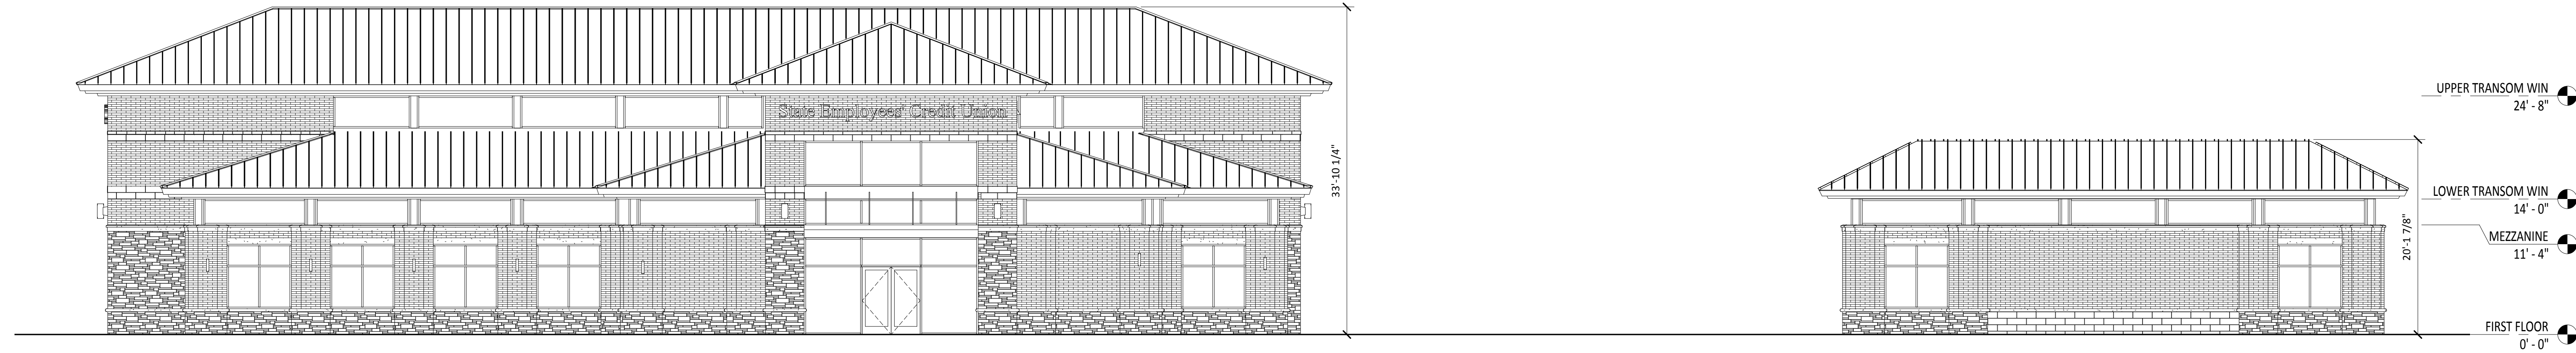 State Employees' Credit Union
33'-10 1/4"
20'-1 7/8"
UPPER TRANSOM WIN
24' - 8"
LOWER TRANSOM WIN
14' - 0"
MEZZANINE
11' - 4"
FIRST FLOOR
0' - 0"